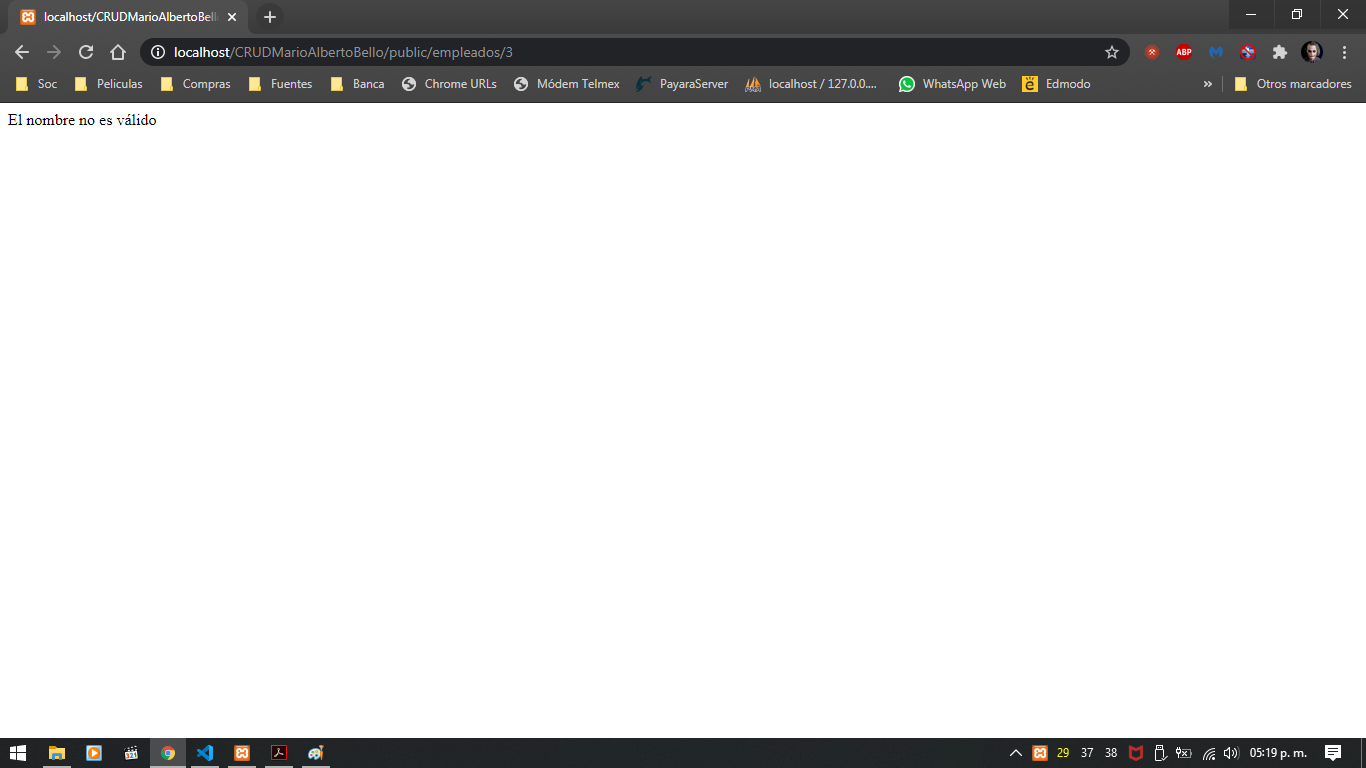 localhost/CRUDMarioAlbertoBell
localhost/CRUDMarioAlbertoBello/public/empleados/3
ABP
Soc
Peliculas
Compras
Fuentes
Banca
Chrome URLs
Módem Telmex
PayaraServer
localhost / 127.0.0....
WhatsApp Web
Edmodo
»
Otros marcadores
El nombre no es válido
29
37
38
05:19 p. m.